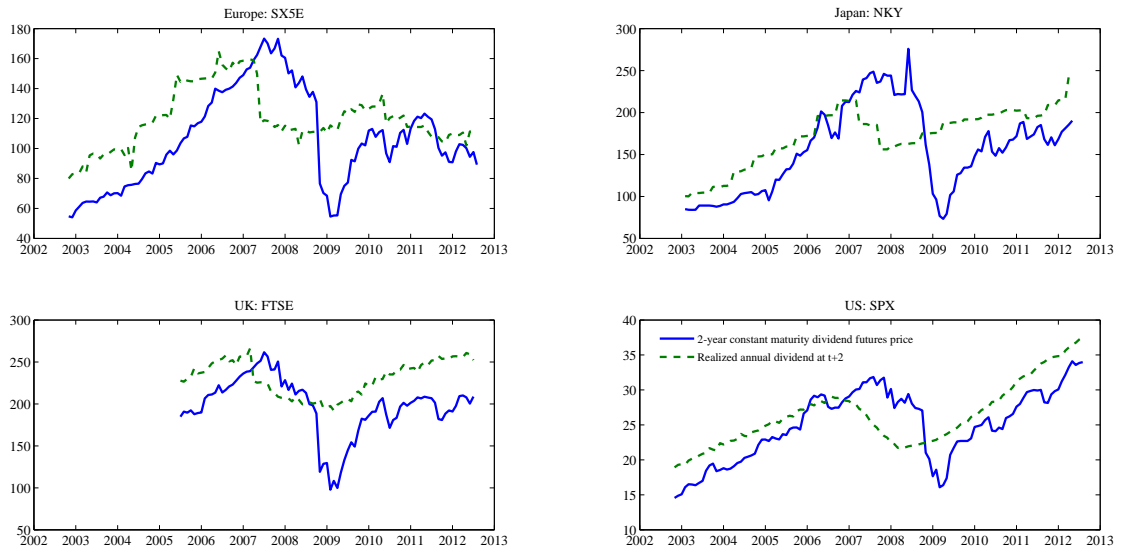 Europe: SX5E
180
160
140
120
100
80
60
40
2002 2003 2004 2005 2006 2007 2008 2009 2010 2011 2012 2013
Japan: NKY
300
250
200
150
100
50
2002 2003 2004 2005 2006 2007 2008 2009 2010 2011 2012 2013
UK: FTSE
300
250
200
150
100
50
2002 2003 2004 2005 2006 2007 2008 2009 2010 2011 2012 2013
US: SPX
40
35
30
25
20
15
10
2-year constant maturity dividend futures price
Realized annual dividend at t+2
2002 2003 2004 2005 2006 2007 2008 2009 2010 2011 2012 2013